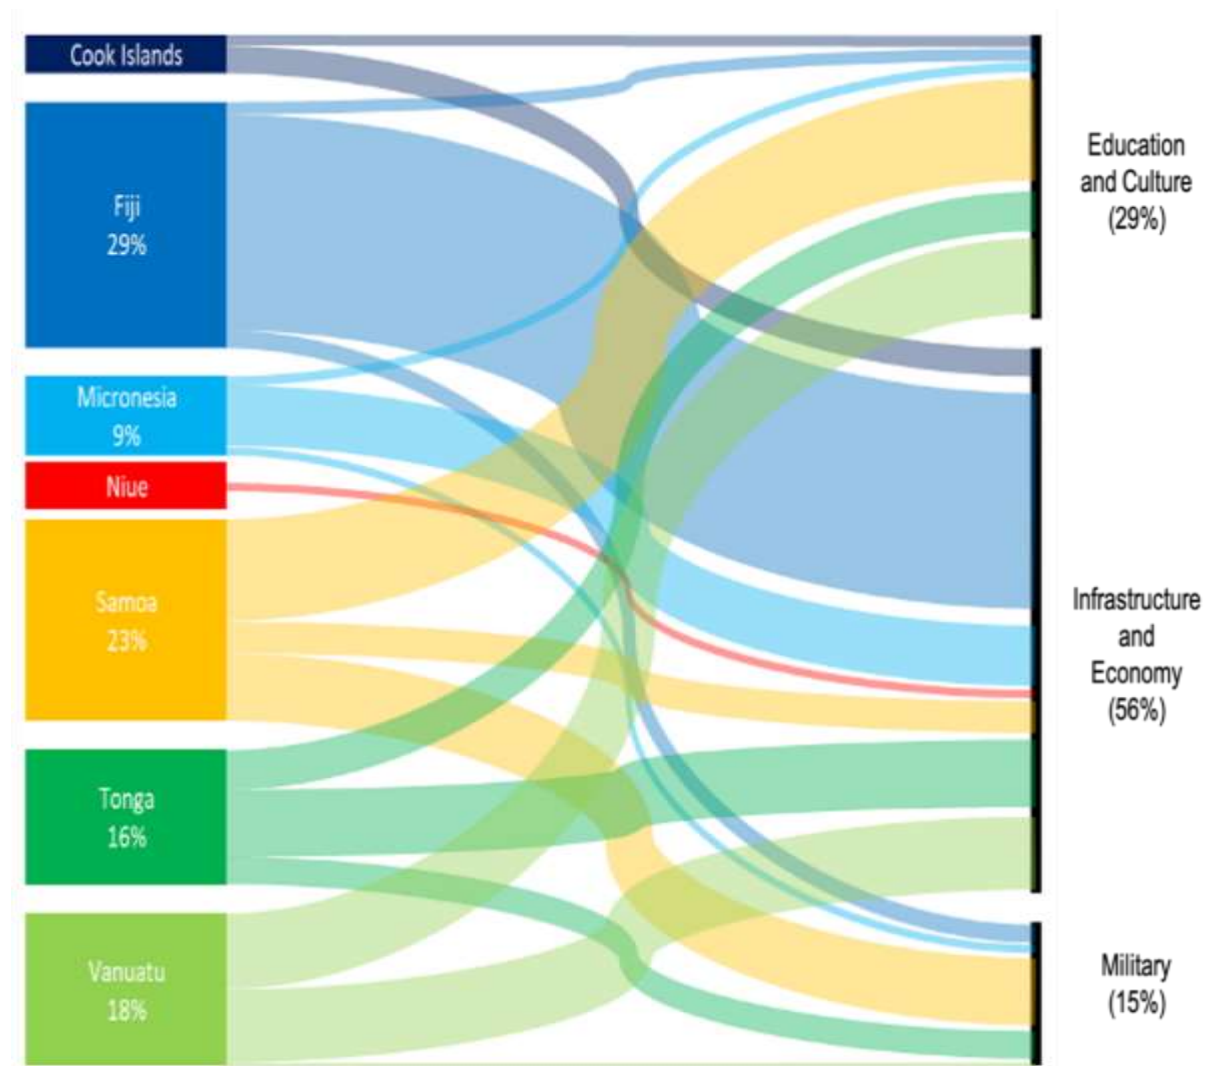 Cook Islands
Fiji
29%
Micronesia
9%
Niue
Samoa
23%
Tonga
16%
Vanuatu
18%
Education
and Culture
(29%)
Infrastructure
and
Economy
(56%)
Military
(15%)